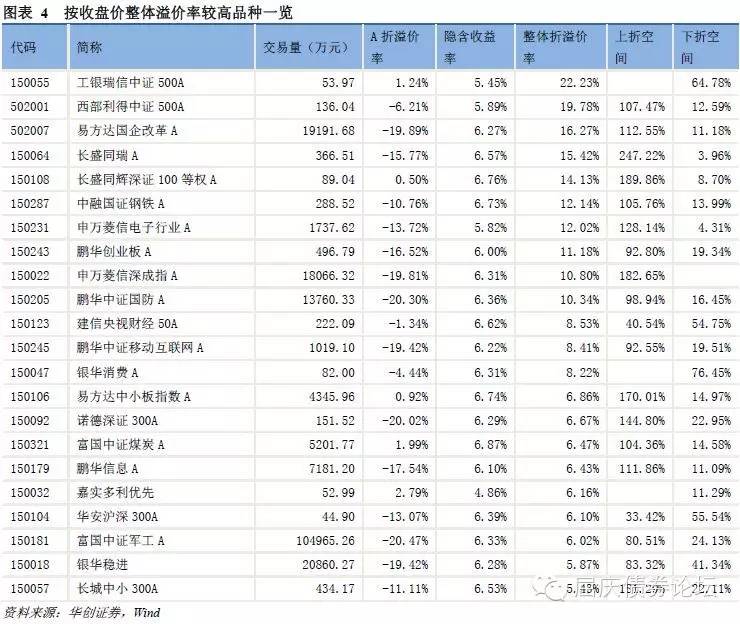 图表 4 按收盘价整体溢价率较高品种一览
代码 简称 交易量（万元） A 折溢价率 隐含收益率 整体折溢价率 上折空间 下折空间
150055 工银瑞信中证 500A 53.97 1.24% 5.45% 22.23% 64.78%
502001 西部利得中证 500A 136.04 -6.21% 5.89% 19.78% 107.47% 12.59%
502007 易方达国企改革 A 19191.68 -19.89% 6.27% 16.27% 112.55% 11.18%
150064 长盛同瑞 A 366.51 -15.77% 6.57% 15.42% 247.22% 3.96%
150108 长盛同辉深证 100 等权 A 89.04 0.50% 6.76% 14.13% 189.86% 8.70%
150287 中融国证钢铁 A 288.52 -10.76% 6.73% 12.14% 105.76% 13.99%
150231 申万菱信电子行业 A 1737.62 -13.72% 5.82% 12.02% 128.14% 4.31%
150243 鹏华创业板 A 496.79 -16.52% 6.00% 11.18% 92.80% 19.34%
150022 申万菱信深成指 A 18066.32 -19.81% 6.31% 10.80% 182.65%
150205 鹏华中证国防 A 13760.33 -20.30% 6.36% 10.34% 98.94% 16.45%
150123 建信央视财经 50A 222.09 -1.34% 6.62% 8.53% 40.54% 54.75%
150245 鹏华中证移动互联网 A 1019.10 -19.42% 6.22% 8.41% 92.55% 19.51%
150047 银华消费 A 82.00 -4.44% 6.31% 8.22% 76.45%
150106 易方达中小板指数 A 4345.96 0.92% 6.74% 6.86% 170.01% 14.97%
150092 诺德深证 300A 151.52 -20.02% 6.29% 6.67% 144.80% 22.95%
150321 富国中证煤炭 A 5201.77 1.99% 6.87% 6.47% 104.36% 14.58%
150179 鹏华信息 A 7181.20 -17.54% 6.10% 6.43% 111.86% 11.09%
150032 嘉实多利优先 52.99 2.79% 4.86% 6.16% 11.29%
150104 华安沪深 300A 44.90 -13.07% 6.39% 6.10% 33.42% 55.54%
150181 富国中证军工 A 104965.26 -20.47% 6.33% 6.02% 80.51% 24.13%
150018 银华稳进 20860.27 -19.42% 6.28% 5.87% 83.32% 41.34%
150057 长城中小 300A 434.17 -11.11% 6.53% 5.43% 22.11%
屈庆债券论坛
资料来源：华创证券，Wind